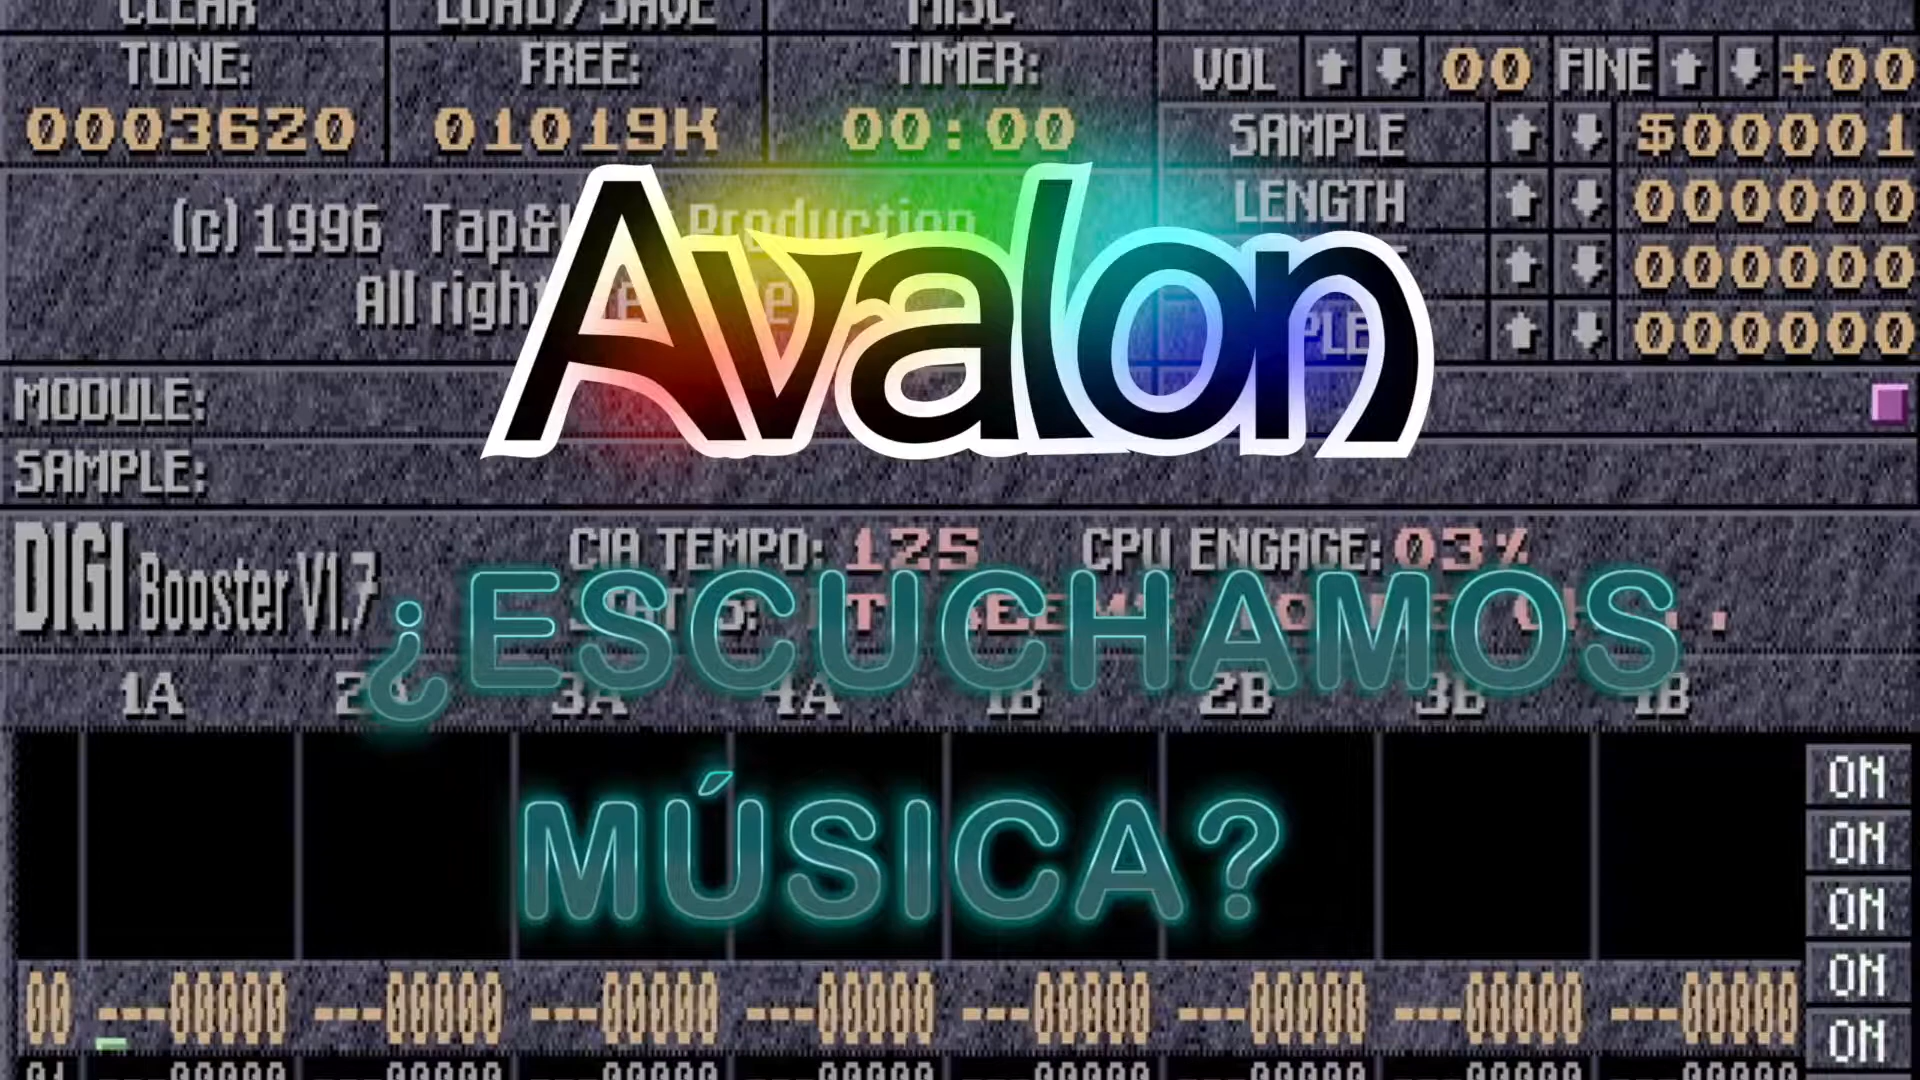 CLEAR LOAD/SAVE MISC
TUNE: FREE: TIMER: VOL 00 FINE +00
0003620 01019K 00:00 SAMPLE $00001
(c) 1996 Tap& Production LENGTH 000000
All 000000
000000
Avalon
MODULE:
SAMPLE:
DIGI Booster V1.7 CIA TEMPO: 125 CPU ENGAGE: 03%
¿ESCUCHAMOS
1A 3A 4A 1B 2B 3B 4B
MÚSICA?
ON
ON
ON
ON
ON
00 ---00000 ---00000 ---00000 ---00000 ---00000 ---00000 ---00000 ---00000